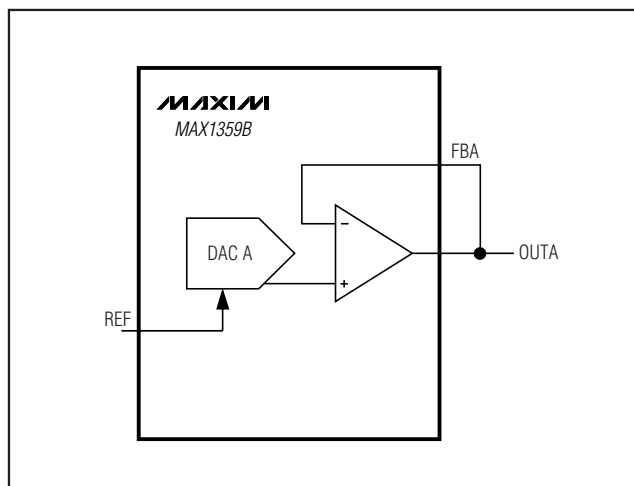 MAXIM
MAX1359B
FBA
DAC A
−
+
OUTA
REF